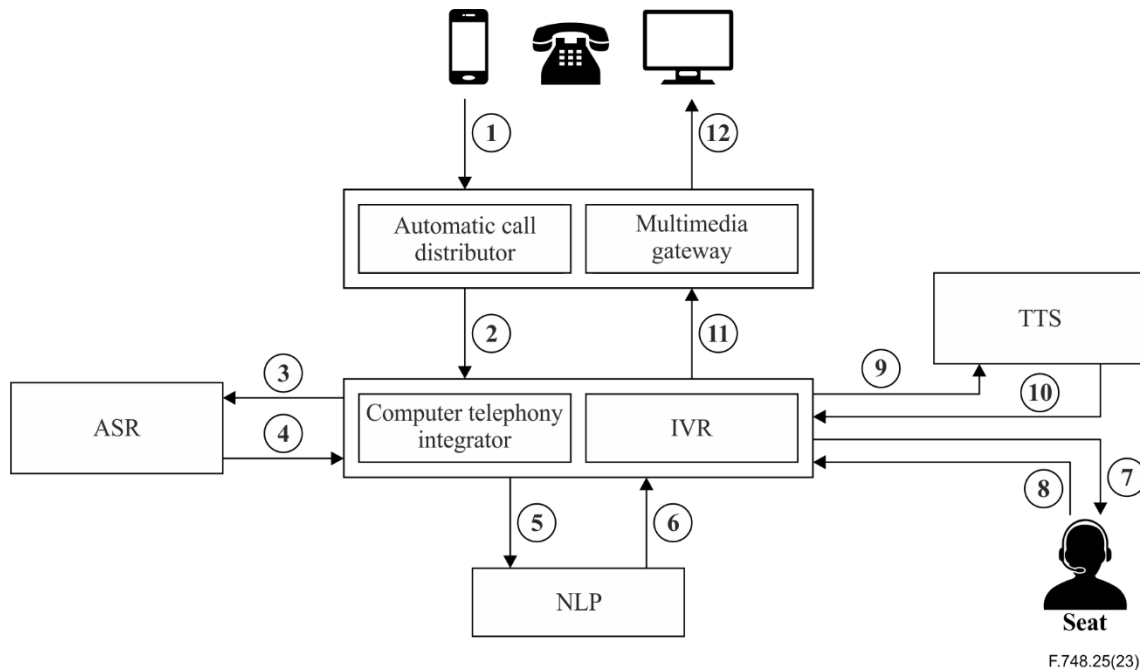 1
12
Automatic call
distributor
Multimedia
gateway
2
11
TTS
9
10
3
ASR
4
Computer telephony
integrator
IVR
8
7
5
6
NLP
Seat
F.748.25(23)